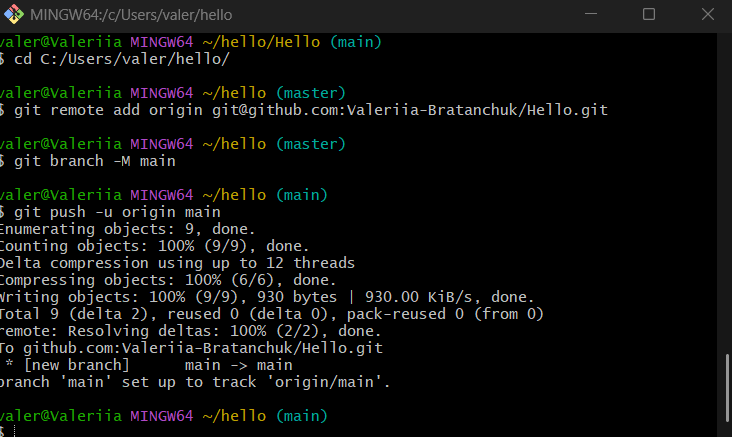 MINGW64:/c/Users/valer/hello
valer@Valeriia MINGW64 ~/hello/Hello (main)
$ cd C:/Users/valer/hello/
valer@Valeriia MINGW64 ~/hello (master)
$ git remote add origin git@github.com:Valeriia-Bratanchuk/Hello.git
valer@Valeriia MINGW64 ~/hello (master)
$ git branch -M main
valer@Valeriia MINGW64 ~/hello (main)
$ git push -u origin main
Enumerating objects: 9, done.
Counting objects: 100% (9/9), done.
Delta compression using up to 12 threads
Compressing objects: 100% (6/6), done.
Writing objects: 100% (9/9), 930 bytes | 930.00 KiB/s, done.
Total 9 (delta 2), reused 0 (delta 0), pack-reused 0 (from 0)
remote: Resolving deltas: 100% (2/2), done.
To github.com:Valeriia-Bratanchuk/Hello.git
* [new branch] main -> main
branch 'main' set up to track 'origin/main'.
valer@Valeriia MINGW64 ~/hello (main)
$